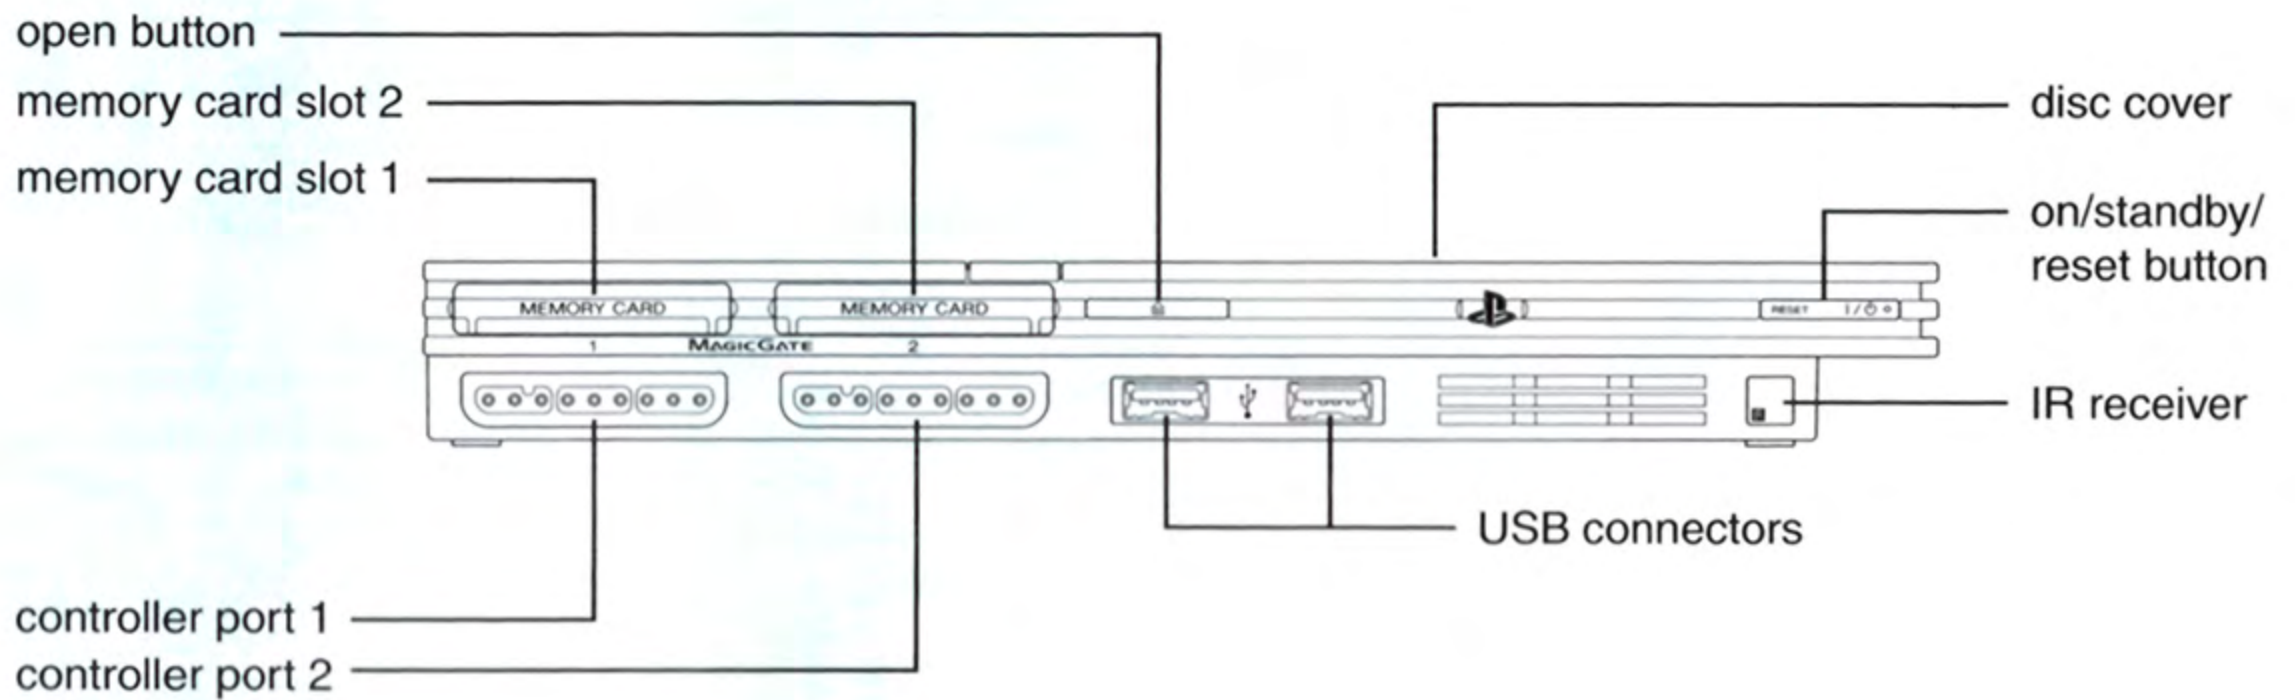 open button
memory card slot 2
memory card slot 1
disc cover
on/standby/
reset button
MEMORY CARD
MEMORY CARD
RESET
1
MAGICGATE
2
IR receiver
USB connectors
controller port 1
controller port 2